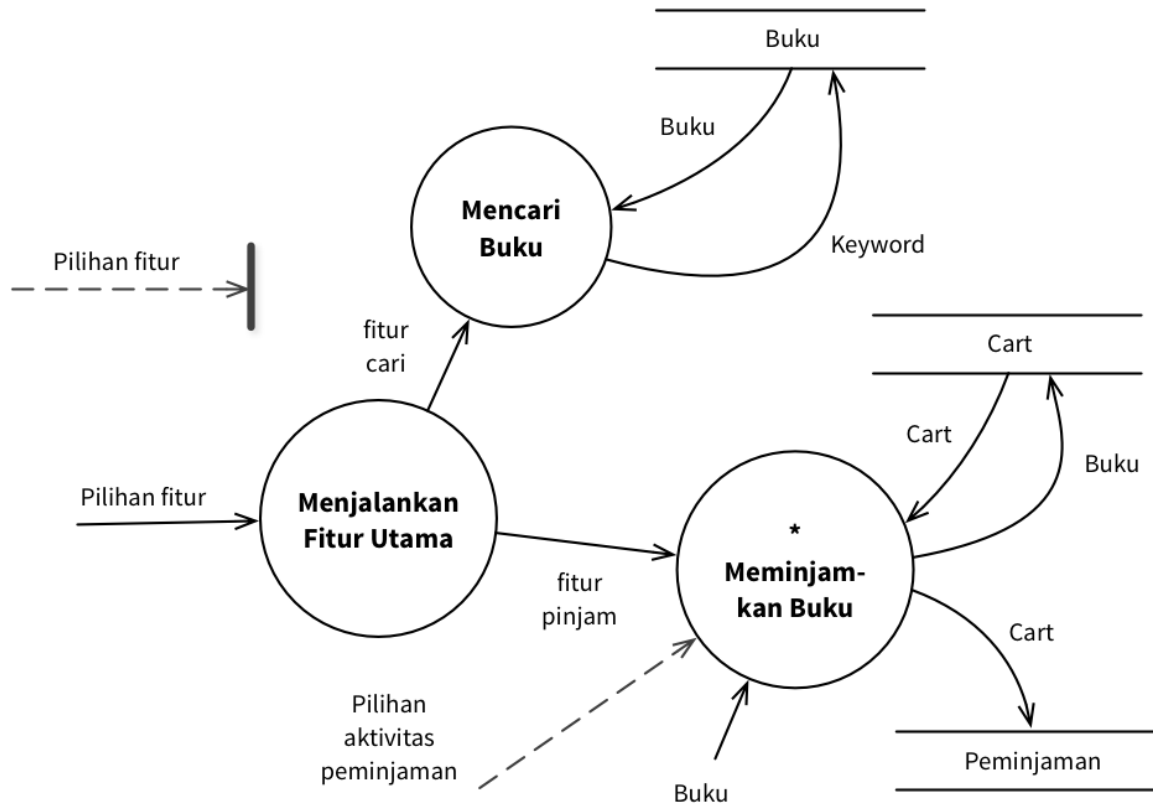 Buku
Buku
Mencari
Buku
Keyword
Pilihan fitur
fitur
cari
Cart
Cart
Buku
Pilihan fitur
Menjalankan
Fitur Utama
*
Meminjam-
kan Buku
fitur
pinjam
Cart
Pilihan
aktivitas
peminjaman
Buku
Peminjaman